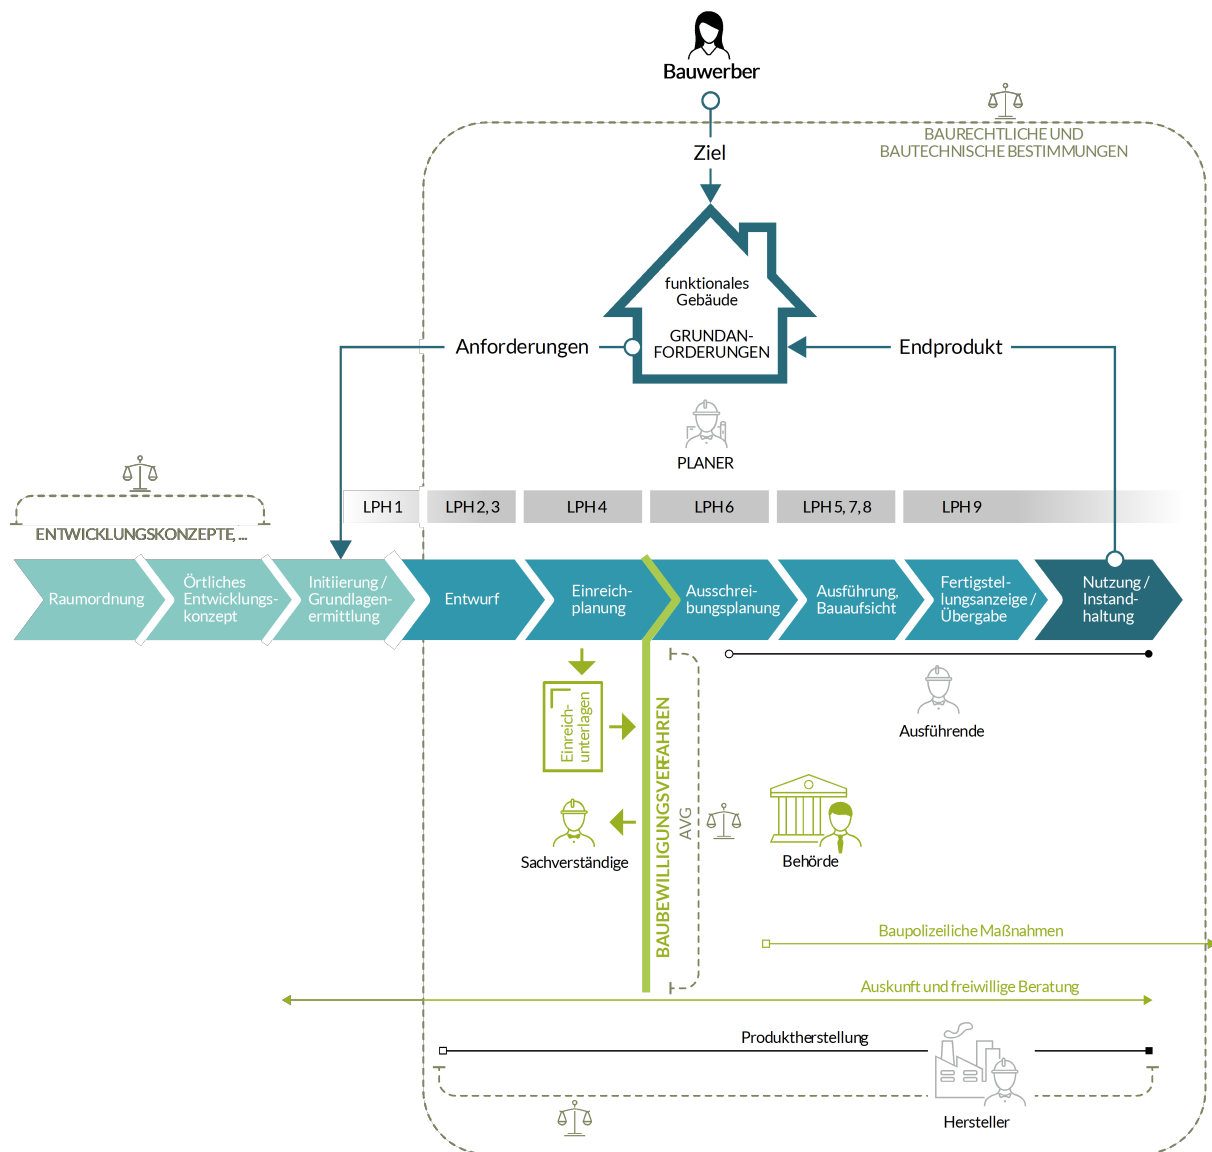 Bauwerber
BAURECHTLICHE UND
BAUTECHNISCHE BESTIMMUNGEN
Ziel
funktionales
Gebäude
GRUNDAN-
FORDERUNGEN
Anforderungen
Endprodukt
PLANER
LPH 1
LPH 2, 3
LPH 4
LPH 6
LPH 5, 7, 8
LPH 9
ENTWICKLUNGSKONZEPTE, ...
Raumordnung
Örtliches
Entwicklungs-
konzept
Initiierung /
Grundlagen-
ermittlung
Entwurf
Einreich-
planung
Ausschrei-
bungsplanung
Ausführung,
Bauaufsicht
Fertigstel-
lungsanzeige /
Übergabe
Nutzung /
Instand-
haltung
Einreich-
unterlagen
BAUBEWILLIGUNGSVERFAHREN
AVG
Ausführende
Sachverständige
Behörde
Baupolizeiliche Maßnahmen
Auskunft und freiwillige Beratung
Produktherstellung
Hersteller